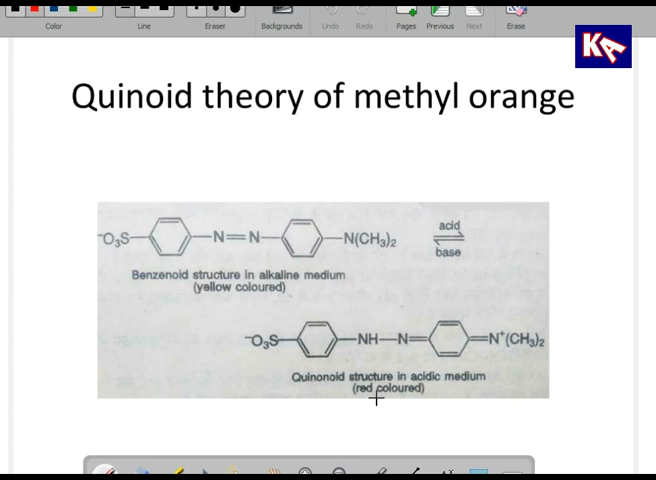 Color Line Eraser Backgrounds Undo Redo Pages Previous Next Erase
KA
Quinoid theory of methyl orange
⁻O₃S N=N N(CH₃)₂ acid
base
Benzenoid structure in alkaline medium
(yellow coloured)
⁻O₃S NH–N= =N⁺(CH₃)₂
Quinonoid structure in acidic medium
(red coloured)